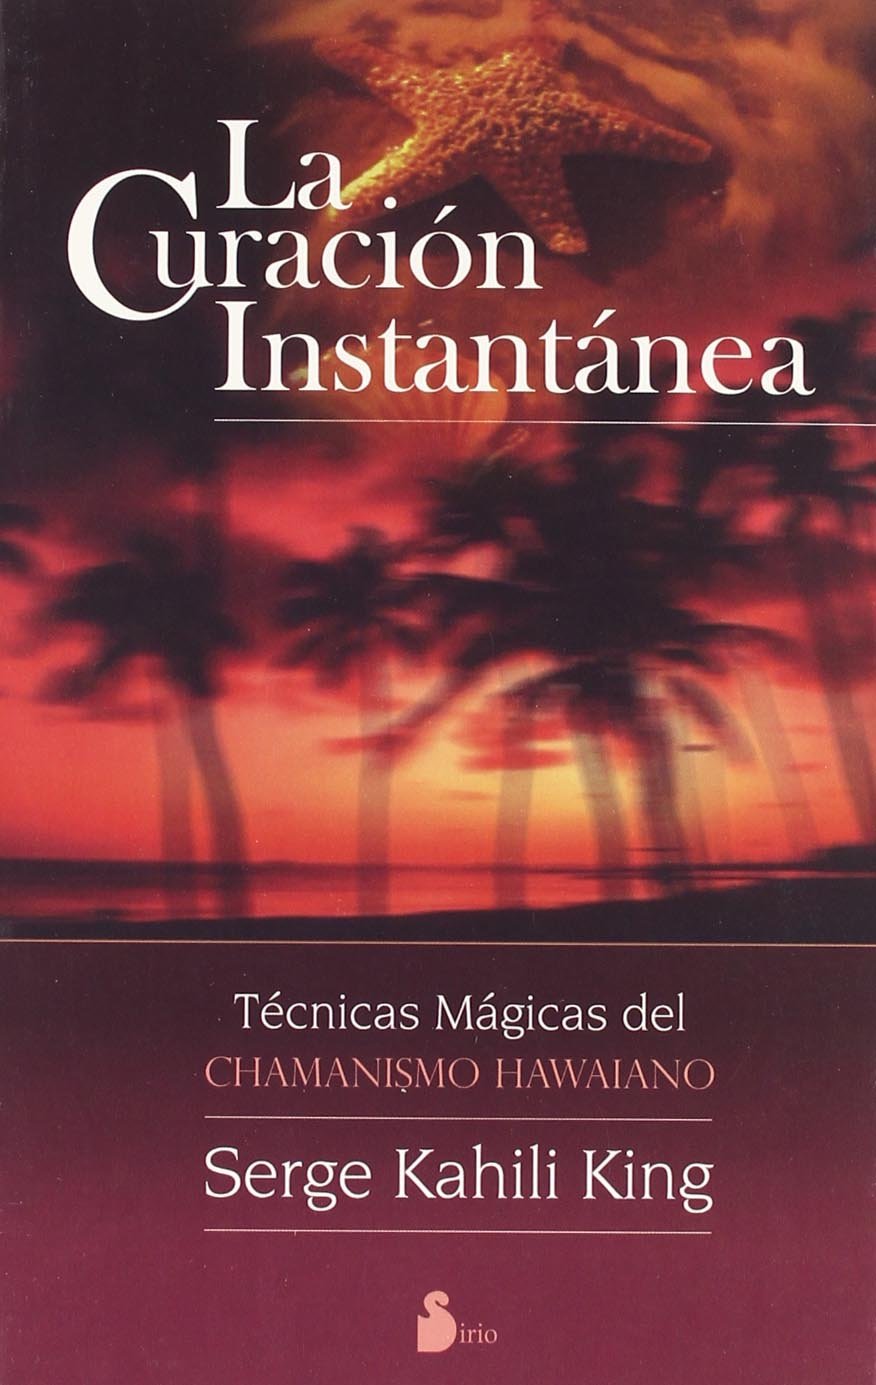 La
Curación
Instantánea
Técnicas Mágicas del
CHAMANISMO HAWAIANO
Serge Kahili King
Sirio